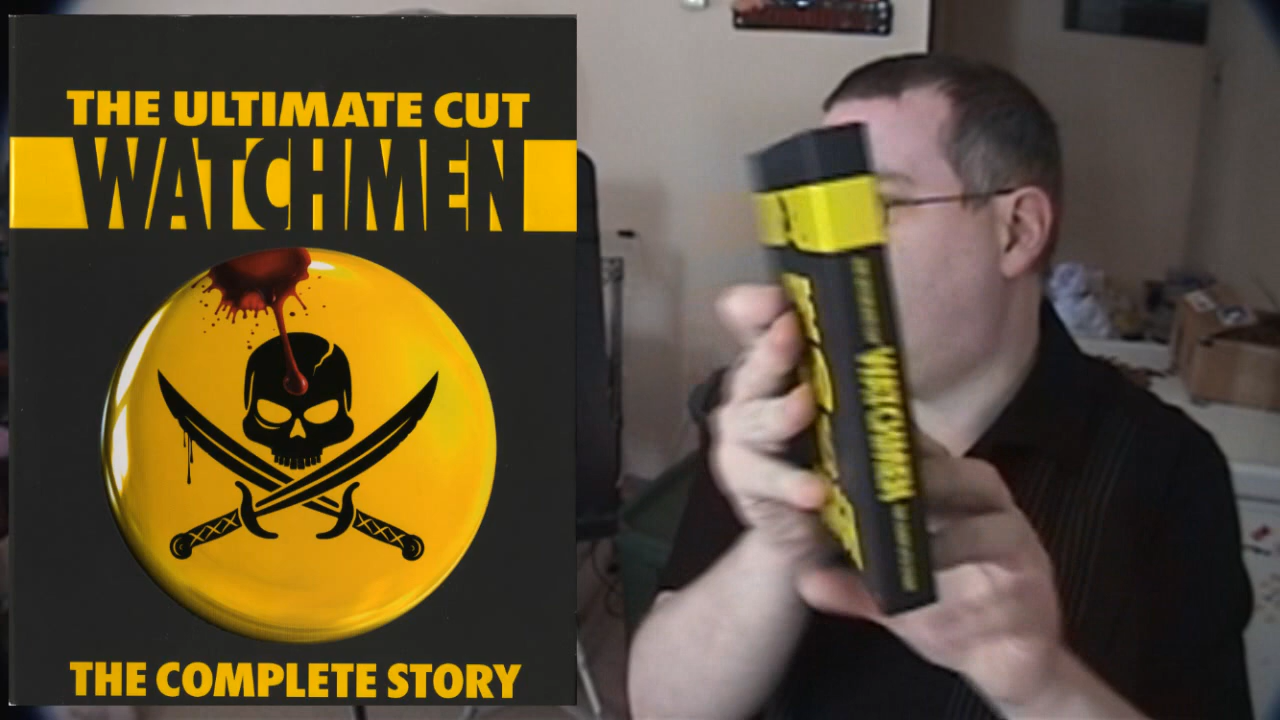 THE ULTIMATE CUT
WATCHMEN
THE COMPLETE STORY
WATCHMEN